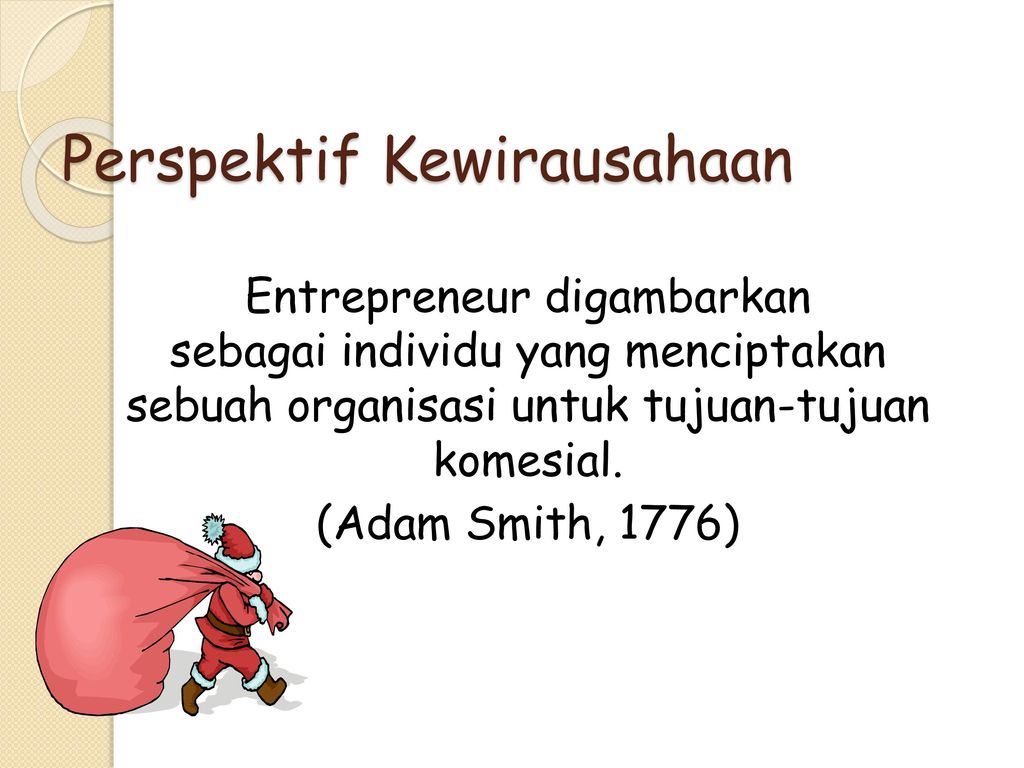 Perspektif Kewirausahaan
Entrepreneur digambarkan
sebagai individu yang menciptakan
sebuah organisasi untuk tujuan-tujuan
komesial.
(Adam Smith, 1776)